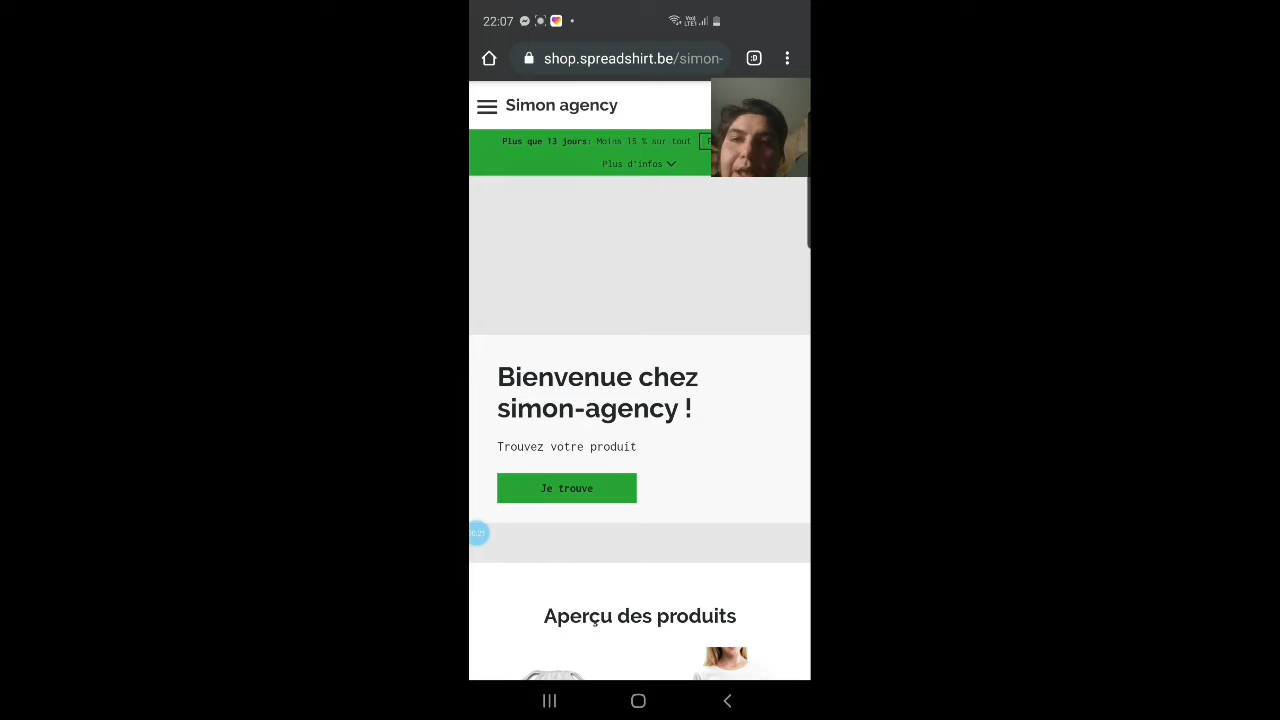 22:07
shop.spreadshirt.be/simon-
Simon agency
Plus que 13 jours: Moins 15 % sur tout
Plus d'infos
Bienvenue chez
simon-agency !
Trouvez votre produit
Je trouve
Aperçu des produits